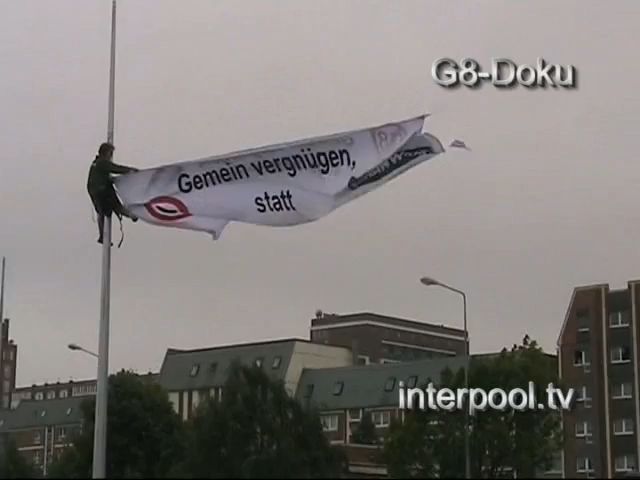 G8-Doku
Gemein vergnügen,
statt
interpool.tv